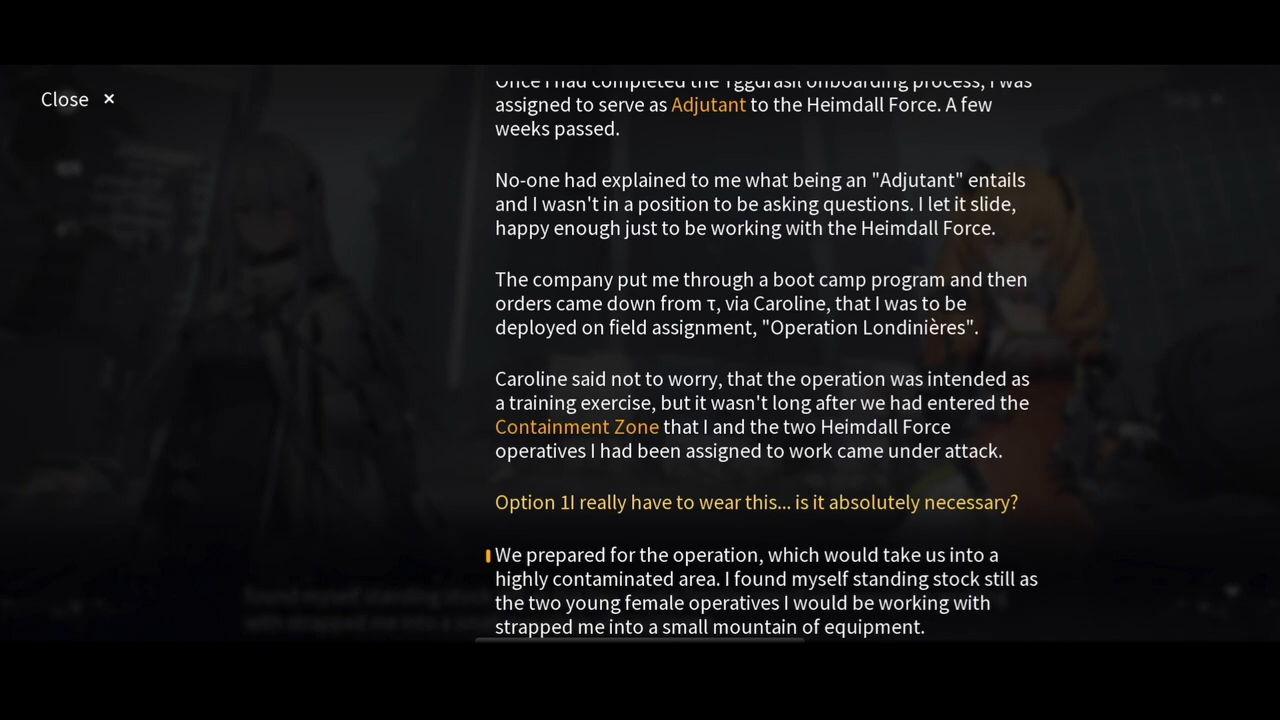 Close ×
Once I had completed the Yggdrasil onboarding process, I was
assigned to serve as Adjutant to the Heimdall Force. A few
weeks passed.
No-one had explained to me what being an "Adjutant" entails
and I wasn't in a position to be asking questions. I let it slide,
happy enough just to be working with the Heimdall Force.
The company put me through a boot camp program and then
orders came down from τ, via Caroline, that I was to be
deployed on field assignment, "Operation Londinières".
Caroline said not to worry, that the operation was intended as
a training exercise, but it wasn't long after we had entered the
Containment Zone that I and the two Heimdall Force
operatives I had been assigned to work came under attack.
Option 1I really have to wear this... is it absolutely necessary?
We prepared for the operation, which would take us into a
highly contaminated area. I found myself standing stock still as
the two young female operatives I would be working with
strapped me into a small mountain of equipment.